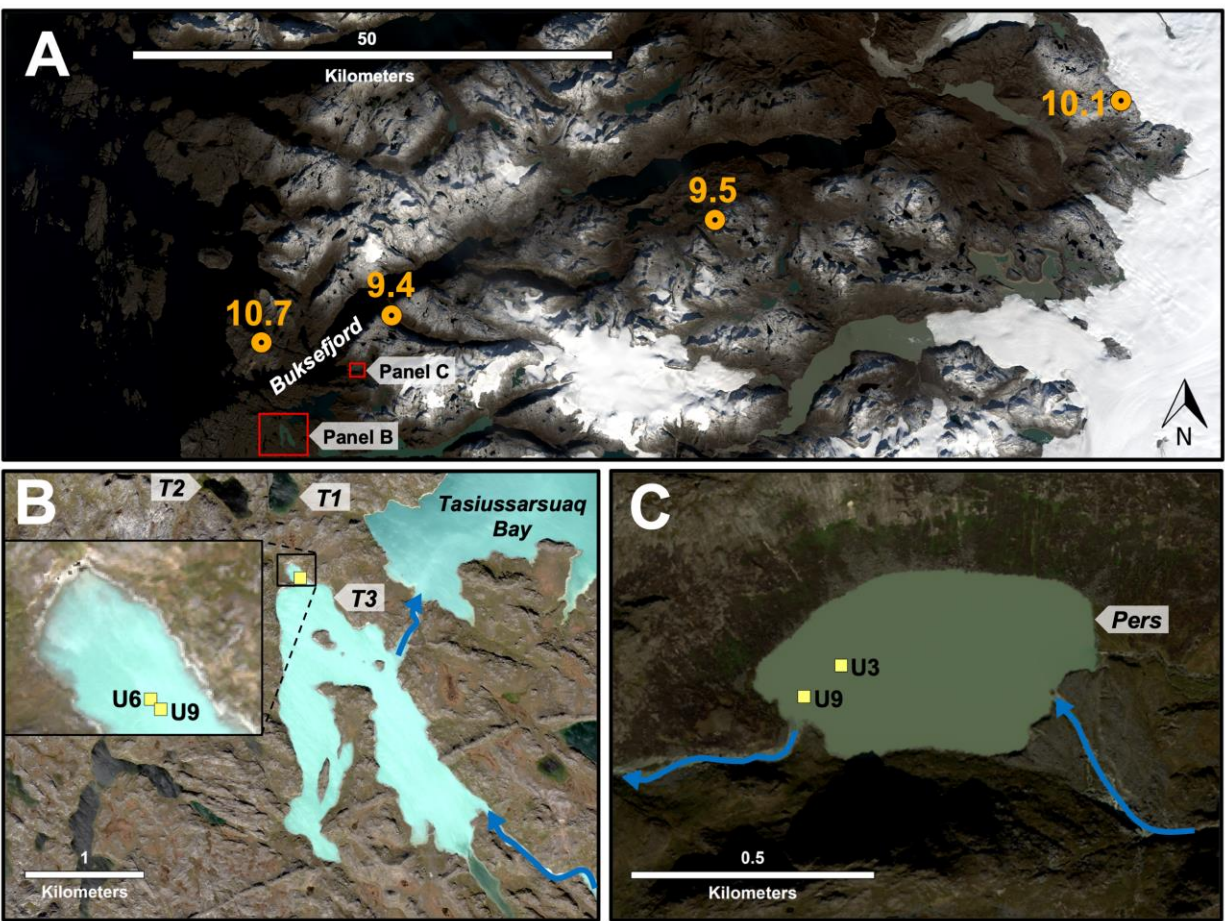 A
50
Kilometers
10.1
9.5
9.4
10.7
Buksefjord
Panel C
Panel B
N
B
T2
T1
Tasiussarsuaq
Bay
T3
U6
U9
1
Kilometers
C
Pers
U3
U9
0.5
Kilometers